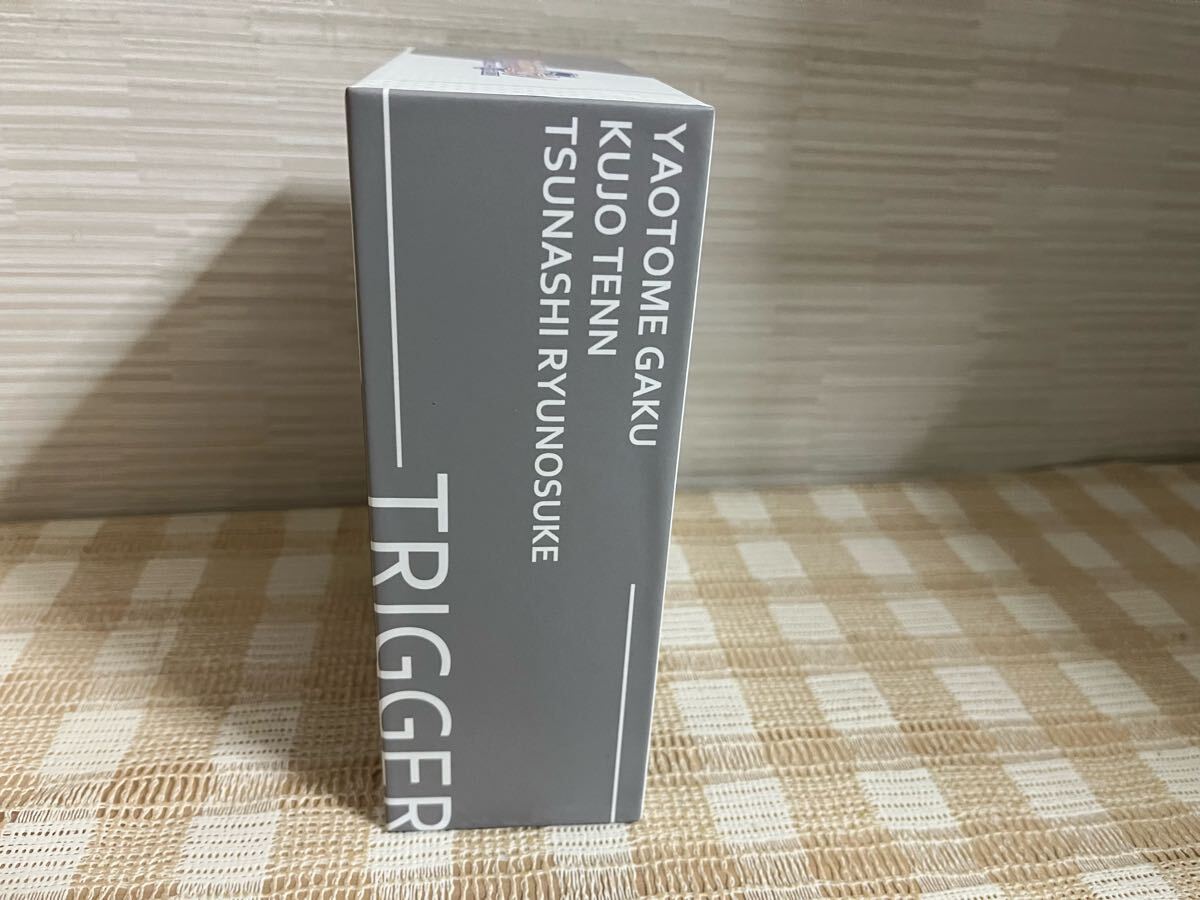 YAOTOME GAKU
KUJO TENN
TSUNASHI RYUNOSUKE
TRIGGER